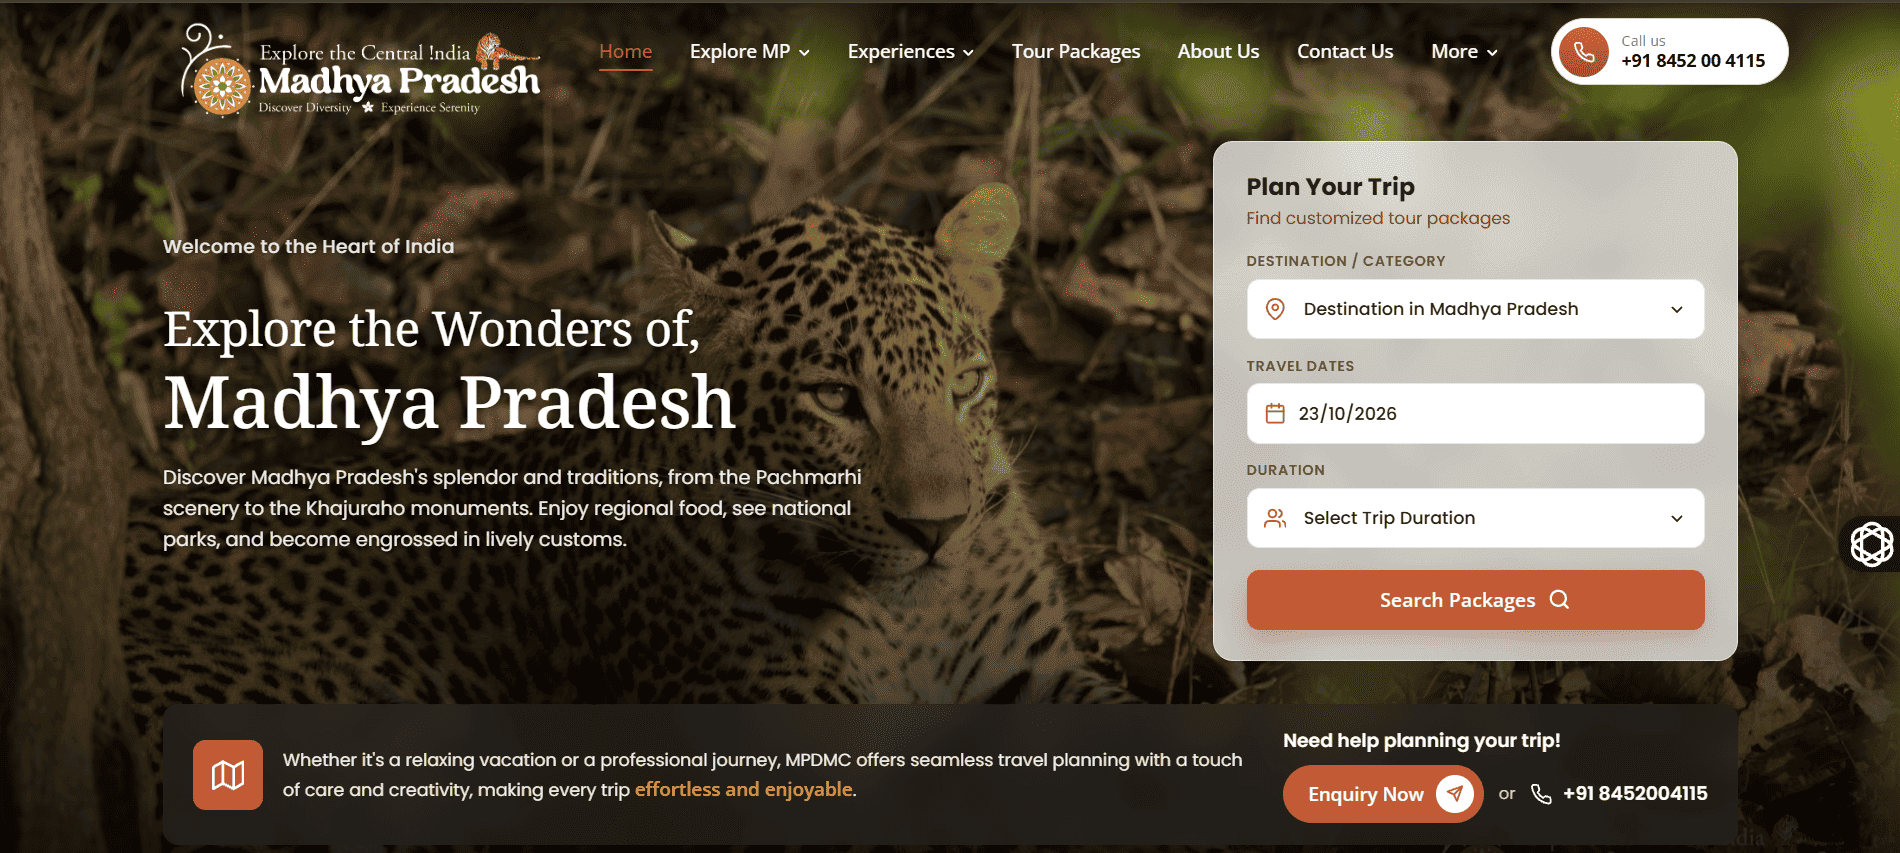 Explore the Central !ndia
Madhya Pradesh
Discover Diversity Experience Serenity
Home Explore MP Experiences Tour Packages About Us Contact Us More
Call us
+91 8452 00 4115
Welcome to the Heart of India
Explore the Wonders of,
Madhya Pradesh
Discover Madhya Pradesh's splendor and traditions, from the Pachmarhi
scenery to the Khajuraho monuments. Enjoy regional food, see national
parks, and become engrossed in lively customs.
Plan Your Trip
Find customized tour packages
DESTINATION / CATEGORY
Destination in Madhya Pradesh
TRAVEL DATES
23/10/2026
DURATION
Select Trip Duration
Search Packages
Whether it's a relaxing vacation or a professional journey, MPDMC offers seamless travel planning with a touch
of care and creativity, making every trip effortless and enjoyable.
Need help planning your trip!
Enquiry Now or +91 8452004115